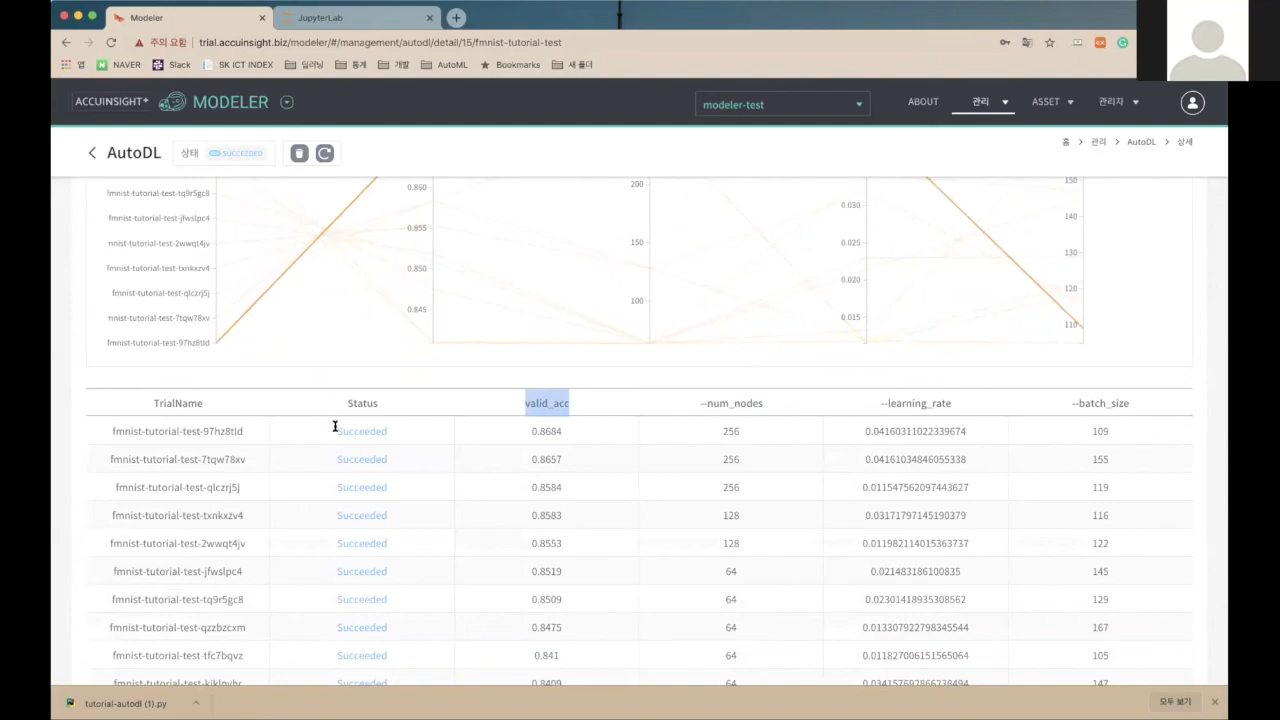 Modeler
JupyterLab
주의 요함 trial.accuinsight.biz/modeler/#/management/autodl/detail/15/fmnist-tutorial-test
앱 NAVER Slack SK ICT INDEX 딥러닝 통계 개발 AutoML Bookmarks 새 폴더
ACCUINSIGHT+ MODELER modeler-test ABOUT 관리 ASSET 관리자
AutoDL 상태 SUCCEEDED 홈 > 관리 > AutoDL > 상세
fmnist-tutorial-test-tq9r5gc8
fmnist-tutorial-test-jfwslpc4
fmnist-tutorial-test-2wwqt4jv
fmnist-tutorial-test-txnkxzv4
fmnist-tutorial-test-qlczrj5j
fmnist-tutorial-test-7tqw78xv
fmnist-tutorial-test-97hz8tld
0.860
0.855
0.850
0.845
200
150
100
0.030
0.025
0.020
0.015
150
140
130
120
110
TrialName Status valid_acc --num_nodes --learning_rate --batch_size
fmnist-tutorial-test-97hz8tld Succeeded 0.8684 256 0.04160311022339674 109
fmnist-tutorial-test-7tqw78xv Succeeded 0.8657 256 0.04161034846055338 155
fmnist-tutorial-test-qlczrj5j Succeeded 0.8584 256 0.011547562097443627 119
fmnist-tutorial-test-txnkxzv4 Succeeded 0.8583 128 0.03171797145190379 116
fmnist-tutorial-test-2wwqt4jv Succeeded 0.8553 128 0.011982114015363737 122
fmnist-tutorial-test-jfwslpc4 Succeeded 0.8519 64 0.021483186100835 145
fmnist-tutorial-test-tq9r5gc8 Succeeded 0.8509 64 0.02301418935308562 129
fmnist-tutorial-test-qzzbzcxm Succeeded 0.8475 64 0.013307922798345544 167
fmnist-tutorial-test-tfc7bqvz Succeeded 0.841 64 0.011827006151565064 105
Succeeded 0.8409 64 0.034157692866238494 147
tutorial-autodl (1).py 모두 보기